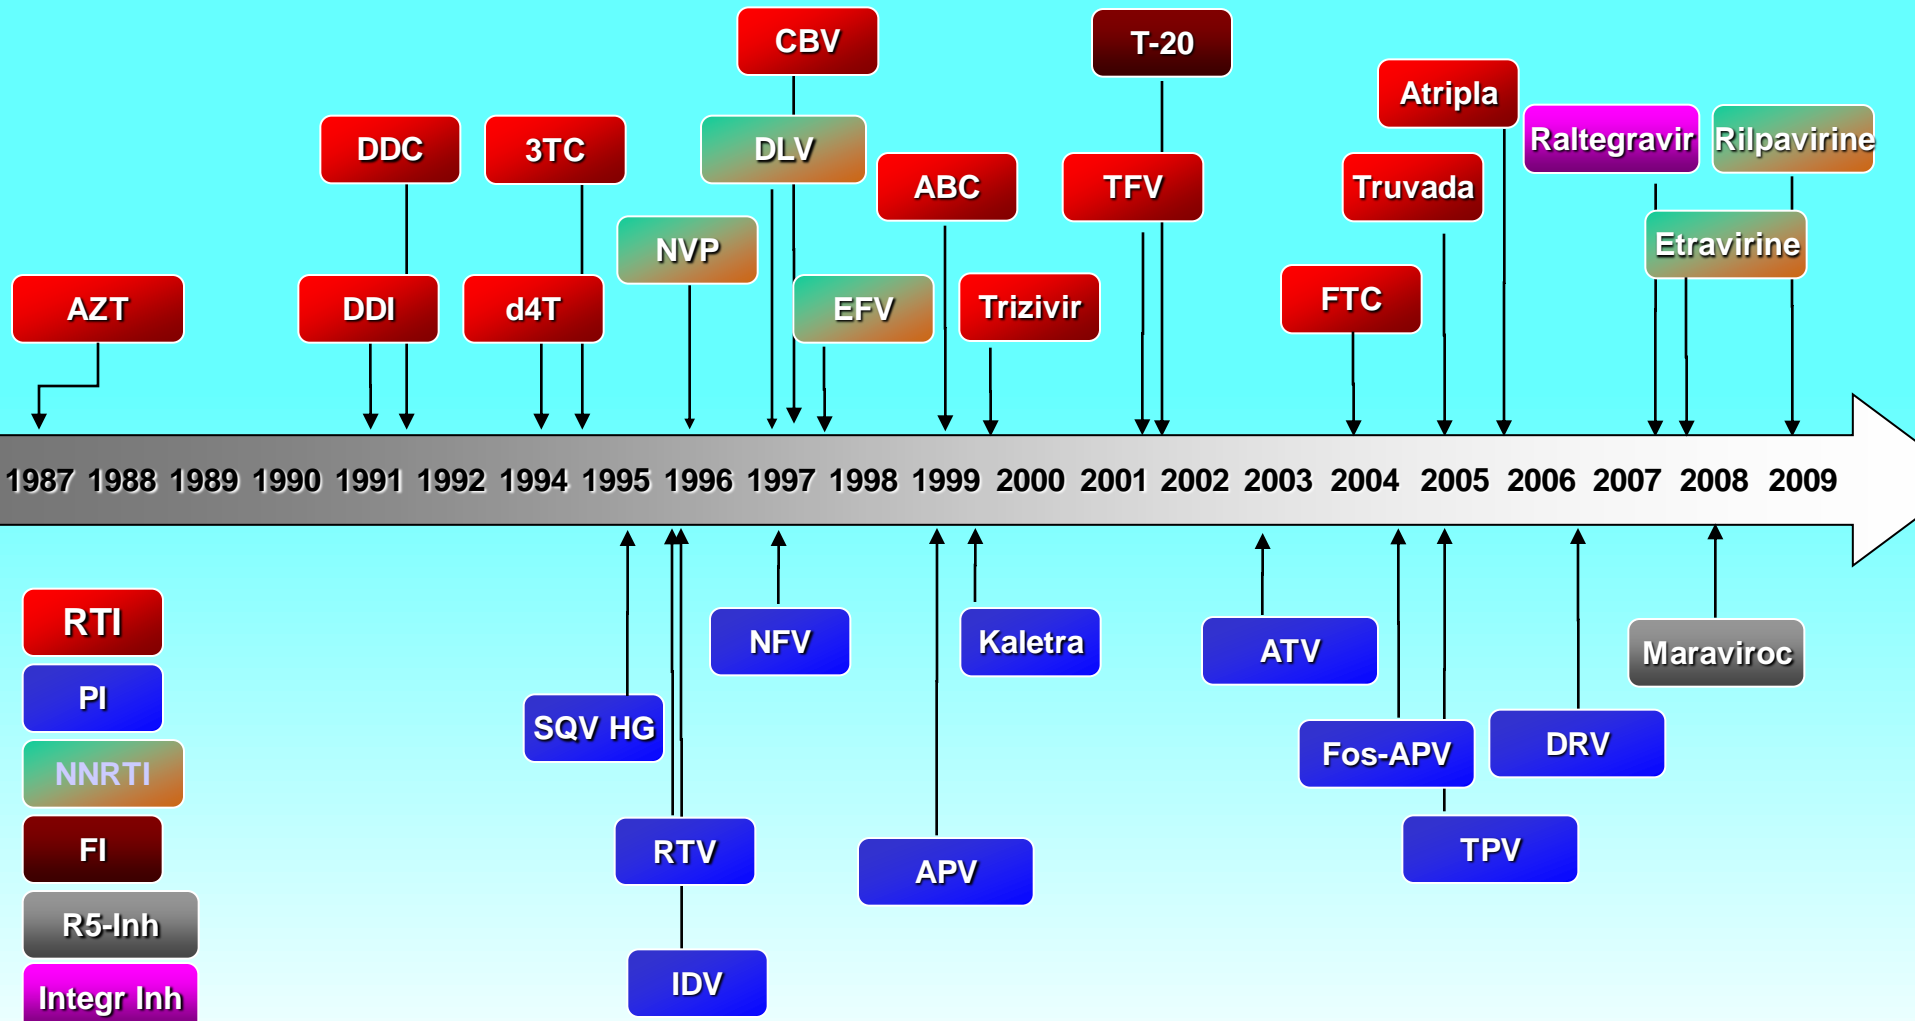 CBV
T-20
Atripla
DDC
3TC
DLV
Raltegravir
Rilpavirine
ABC
TFV
Truvada
NVP
Etravirine
AZT
DDI
d4T
EFV
Trizivir
FTC
1987 1988 1989 1990 1991 1992 1994 1995 1996 1997 1998 1999 2000 2001 2002 2003 2004 2005 2006 2007 2008 2009
RTI
PI
NNRTI
FI
R5-Inh
Integr Inh
NFV
Kaletra
ATV
Maraviroc
SQV HG
Fos-APV
DRV
RTV
APV
TPV
IDV